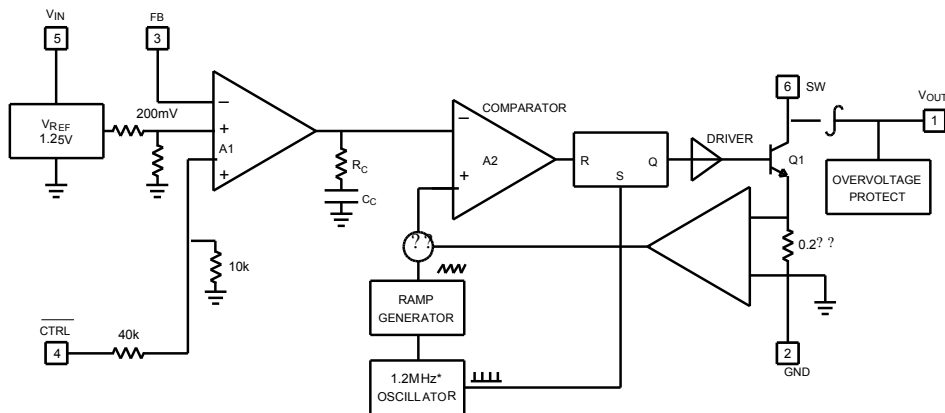 VIN
5
FB
3
VREF
1.25V
200mV
−
+
A1
+
RC
CC
10k
CTRL
4
40k
COMPARATOR
−
A2
+
R
Q
S
DRIVER
6
SW
Q1
VOUT
1
OVERVOLTAGE
PROTECT
??
0.2? ?
RAMP
GENERATOR
1.2MHz*
OSCILLATOR
2
GND